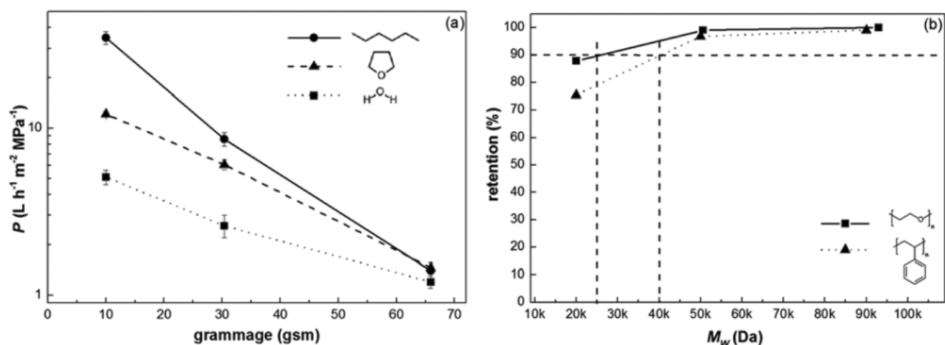 (a)
P (L h⁻¹ m⁻² MPa⁻¹)
10
1
0 10 20 30 40 50 60 70
grammage (gsm)
O
H O H
(b)
retention (%)
100
90
80
70
60
50
40
30
20
10
0
10k 20k 30k 40k 50k 60k 70k 80k 90k 100k
M_w (Da)
O n
n